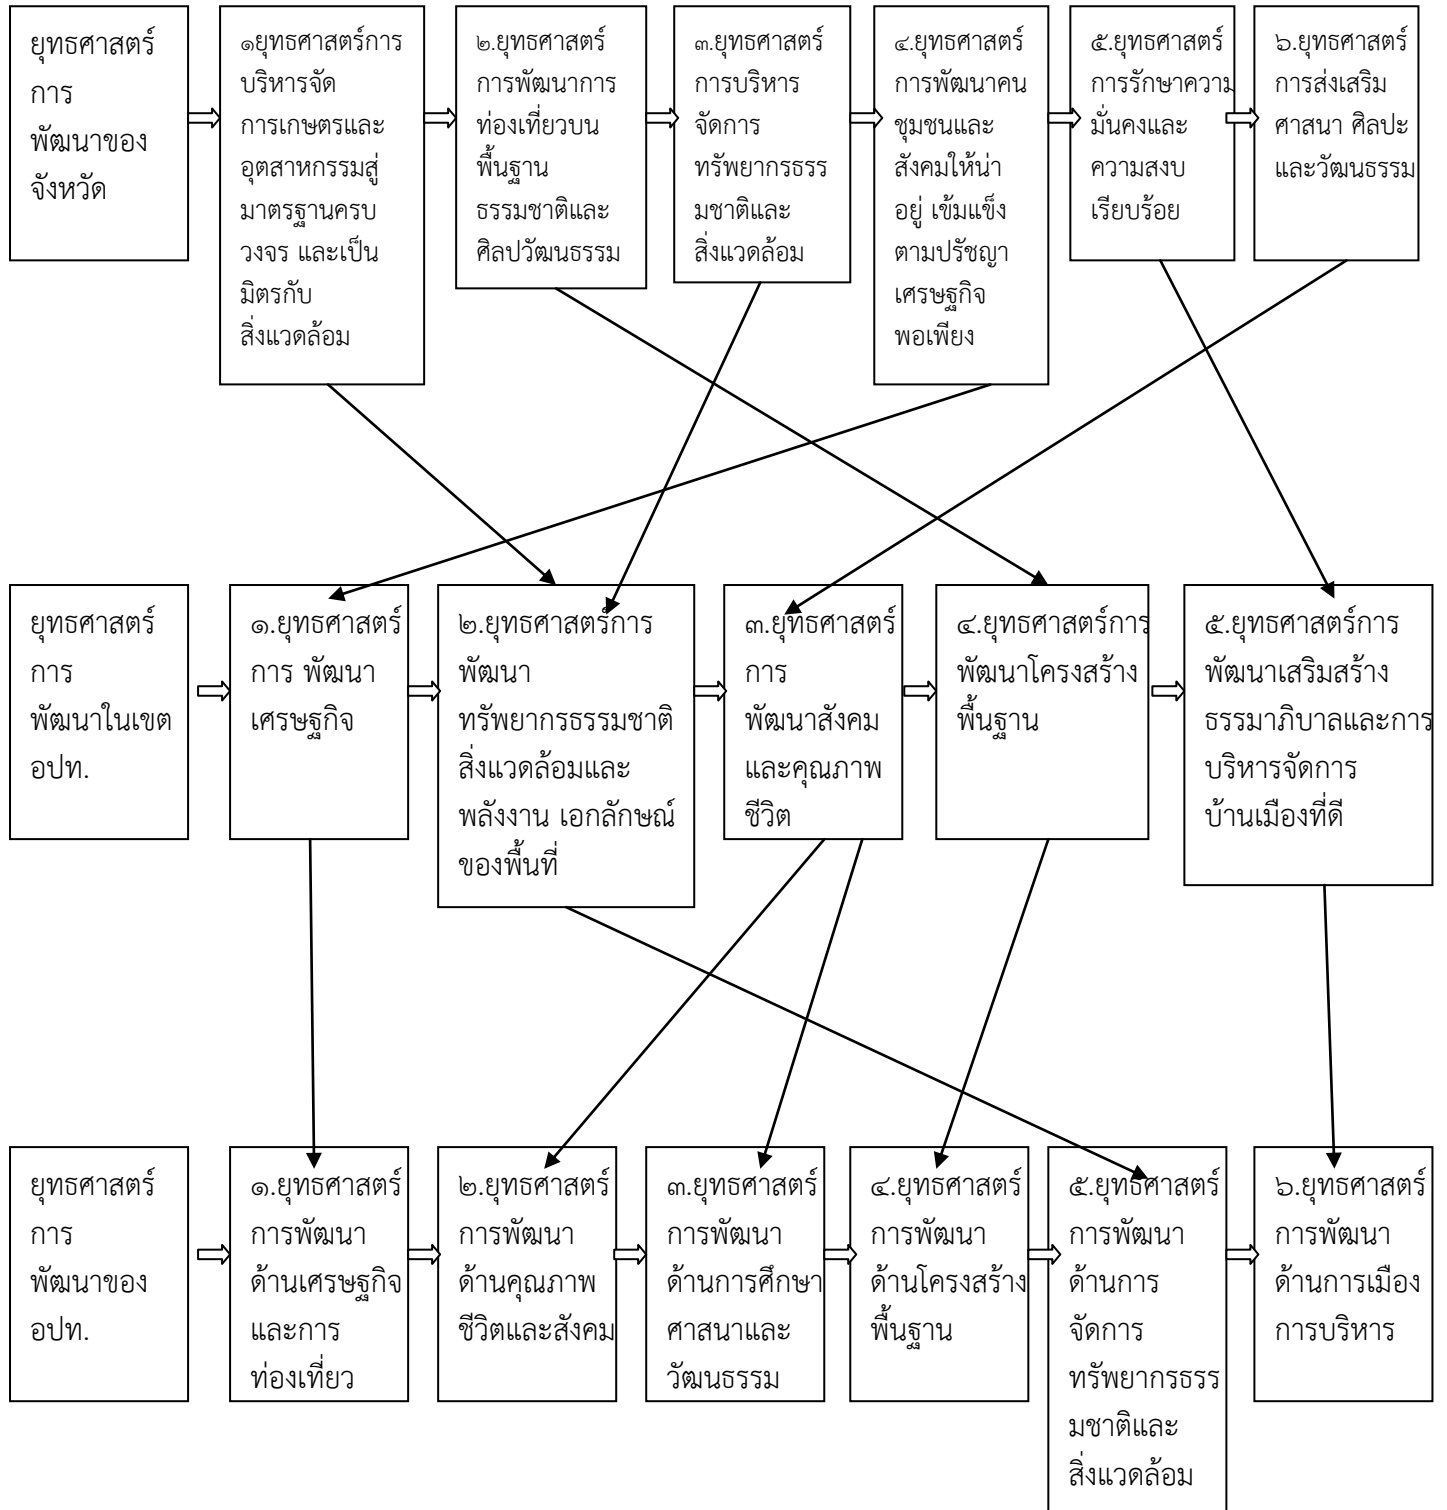 ยุทธศาสตร์
การ
พัฒนาของ
จังหวัด
๑ยุทธศาสตร์การ
บริหารจัด
การเกษตรและ
อุตสาหกรรมสู่
มาตรฐานครบ
วงจร และเป็น
มิตรกับ
สิ่งแวดล้อม
๒.ยุทธศาสตร์
การพัฒนาการ
ท่องเที่ยวบน
พื้นฐาน
ธรรมชาติและ
ศิลปวัฒนธรรม
๓.ยุทธศาสตร์
การบริหาร
จัดการ
ทรัพยากรธรร
มชาติและ
สิ่งแวดล้อม
๔.ยุทธศาสตร์
การพัฒนาคน
ชุมชนและ
สังคมให้น่า
อยู่ เข้มแข็ง
ตามปรัชญา
เศรษฐกิจ
พอเพียง
๕.ยุทธศาสตร์
การรักษาความ
มั่นคงและ
ความสงบ
เรียบร้อย
๖.ยุทธศาสตร์
การส่งเสริม
ศาสนา ศิลปะ
และวัฒนธรรม
ยุทธศาสตร์
การ
พัฒนาในเขต
อปท.
๑.ยุทธศาสตร์
การ พัฒนา
เศรษฐกิจ
๒.ยุทธศาสตร์การ
พัฒนา
ทรัพยากรธรรมชาติ
สิ่งแวดล้อมและ
พลังงาน เอกลักษณ์
ของพื้นที่
๓.ยุทธศาสตร์
การ
พัฒนาสังคม
และคุณภาพ
ชีวิต
๔.ยุทธศาสตร์การ
พัฒนาโครงสร้าง
พื้นฐาน
๕.ยุทธศาสตร์การ
พัฒนาเสริมสร้าง
ธรรมาภิบาลและการ
บริหารจัดการ
บ้านเมืองที่ดี
ยุทธศาสตร์
การ
พัฒนาของ
อปท.
๑.ยุทธศาสตร์
การพัฒนา
ด้านเศรษฐกิจ
และการ
ท่องเที่ยว
๒.ยุทธศาสตร์
การพัฒนา
ด้านคุณภาพ
ชีวิตและสังคม
๓.ยุทธศาสตร์
การพัฒนา
ด้านการศึกษา
ศาสนาและ
วัฒนธรรม
๔.ยุทธศาสตร์
การพัฒนา
ด้านโครงสร้าง
พื้นฐาน
๕.ยุทธศาสตร์
การพัฒนา
ด้านการ
จัดการ
ทรัพยากรธรร
มชาติและ
สิ่งแวดล้อม
๖.ยุทธศาสตร์
การพัฒนา
ด้านการเมือง
การบริหาร